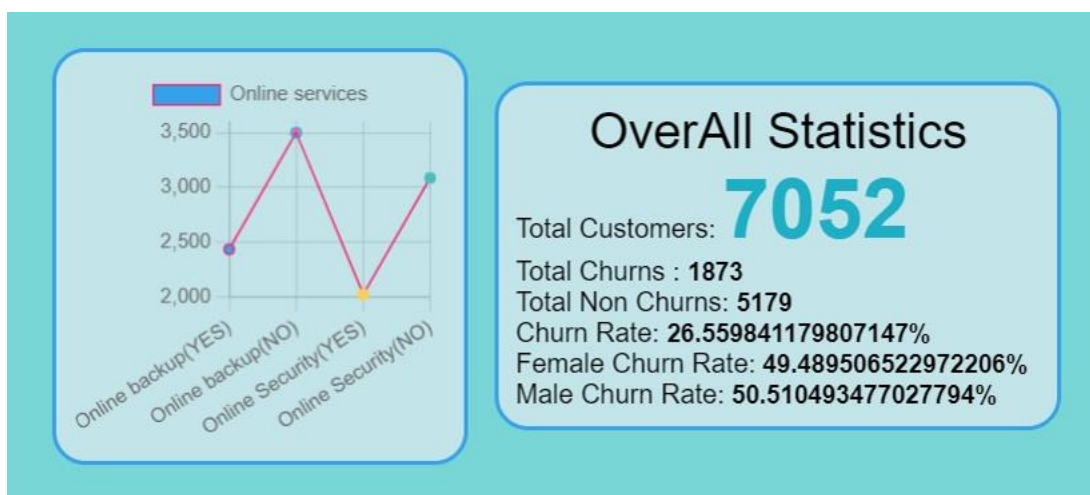 Online services
3,500
3,000
2,500
2,000
Online backup(YES)
Online backup(NO)
Online Security(YES)
Online Security(NO)
OverAll Statistics
Total Customers: 7052
Total Churns : 1873
Total Non Churns: 5179
Churn Rate: 26.559841179807147%
Female Churn Rate: 49.489506522972206%
Male Churn Rate: 50.510493477027794%